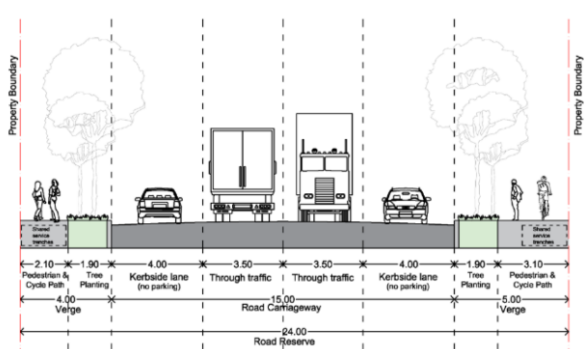 Property Boundary
Property Boundary
Shared
service
trenches
Shared
service
trenches
2.10
1.90
4.00
3.50
3.50
4.00
1.90
3.10
Pedestrian &
Cycle Path
Tree
Planting
Kerbside lane
(no parking)
Through traffic
Through traffic
Kerbside lane
(no parking)
Tree
Planting
Pedestrian &
Cycle Path
4.00
Verge
15.00
Road Carriageway
5.00
Verge
24.00
Road Reserve